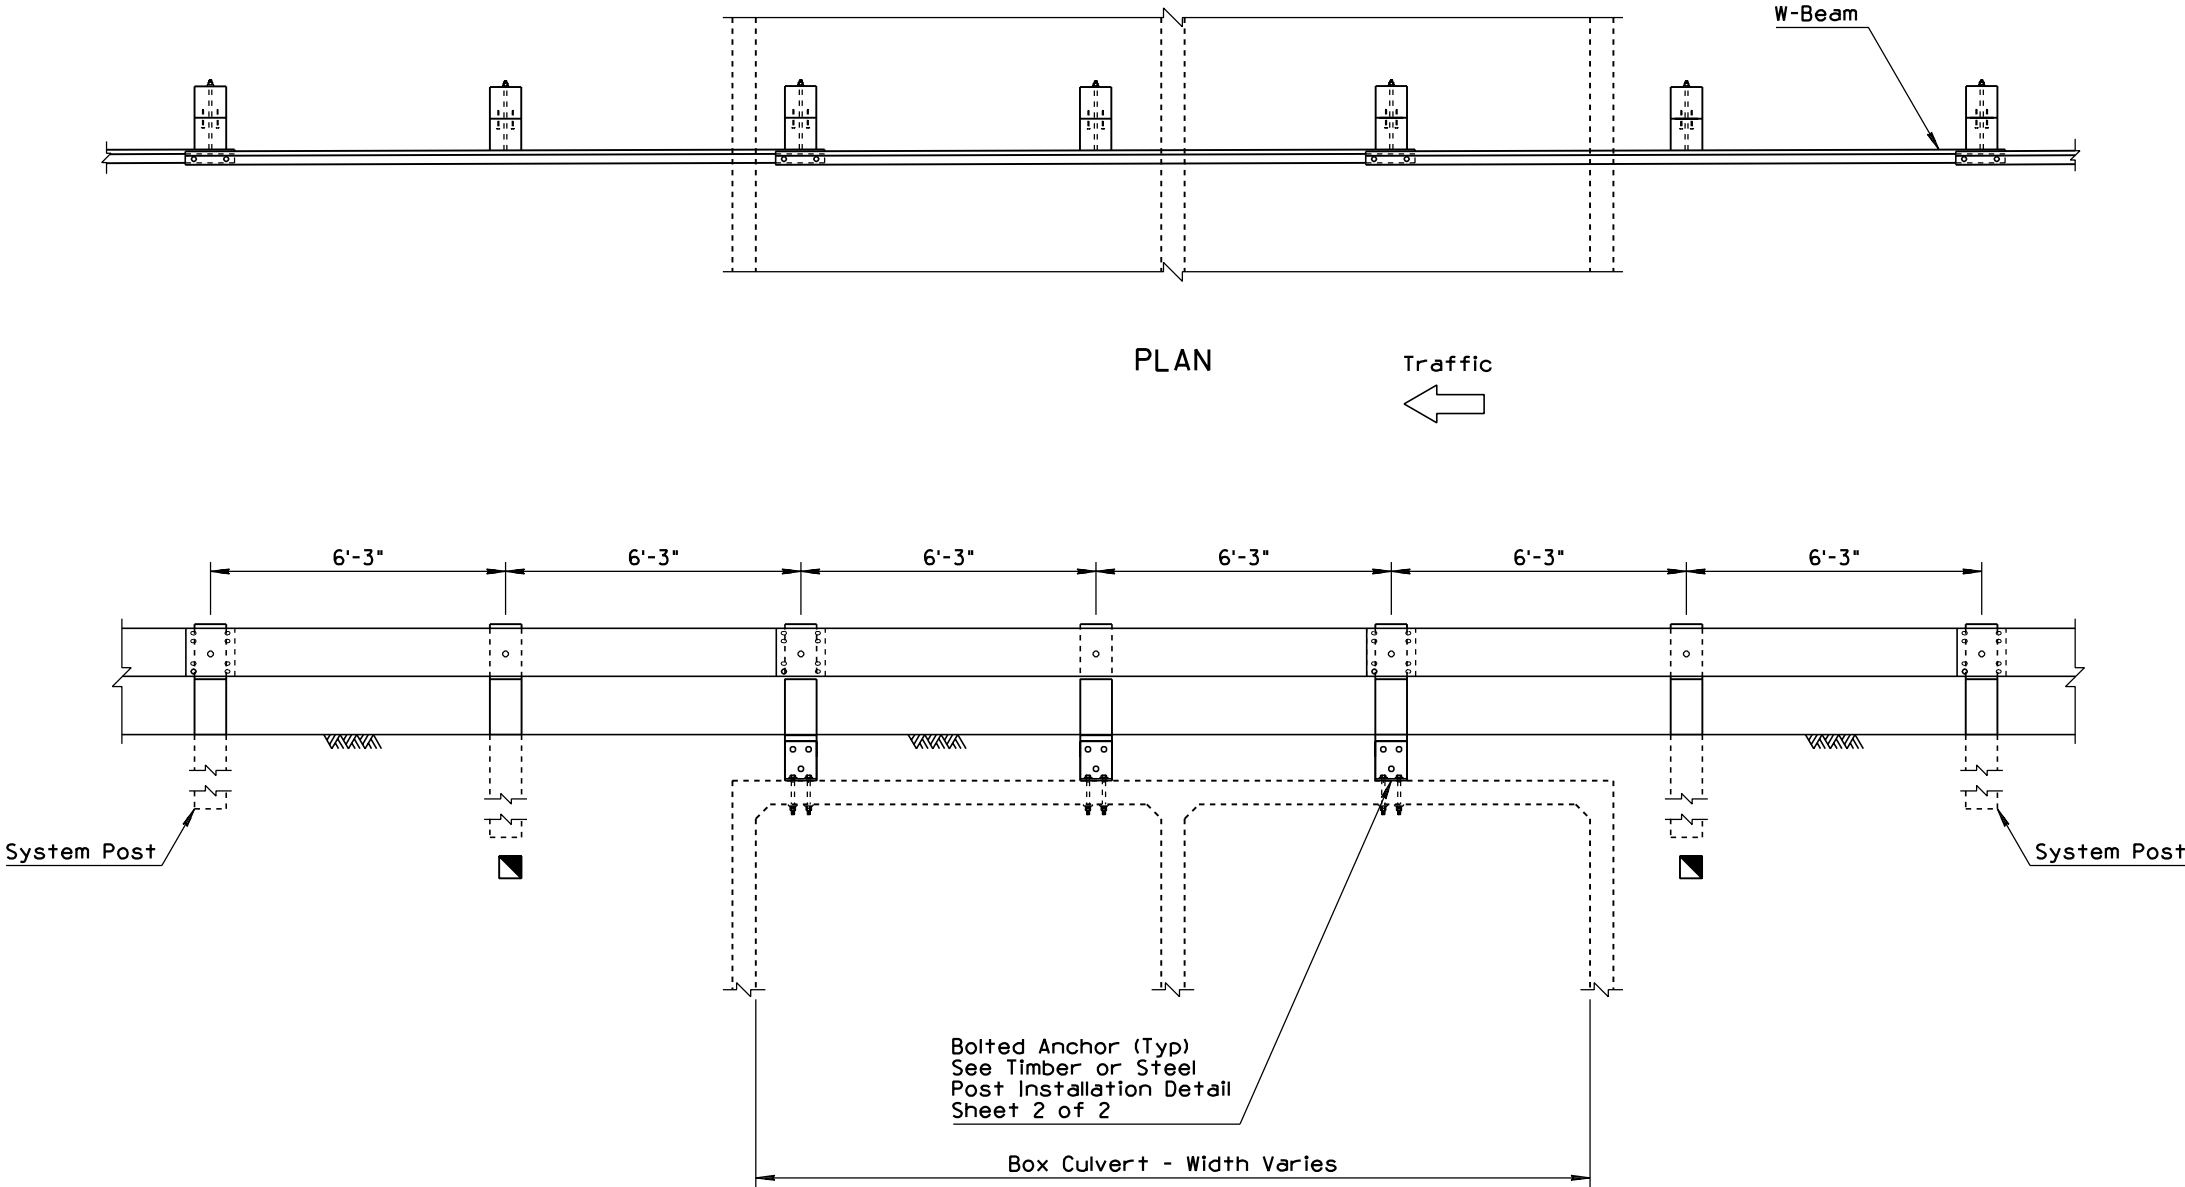 W-Beam
PLAN
Traffic
6'-3" 6'-3" 6'-3" 6'-3" 6'-3" 6'-3"
System Post
System Post
Bolted Anchor (Typ)
See Timber or Steel
Post Installation Detail
Sheet 2 of 2
Box Culvert - Width Varies